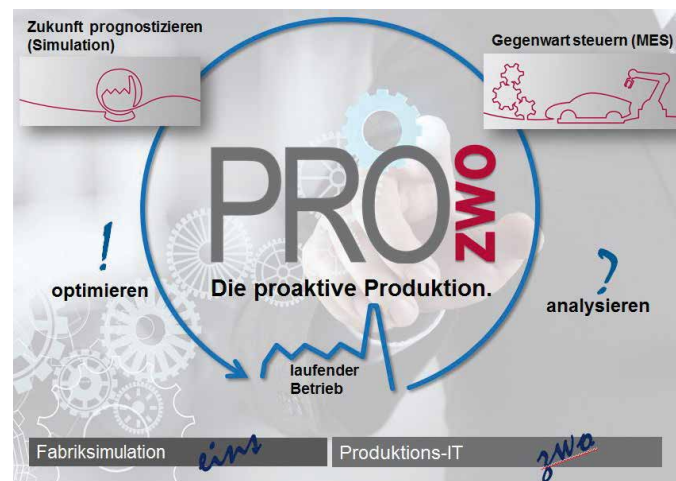 Zukunft prognostizieren
(Simulation)
Gegenwart steuern (MES)
PRO zwo
Die proaktive Produktion.
!
optimieren
?
analysieren
laufender
Betrieb
Fabriksimulation eins
Produktions-IT zwo